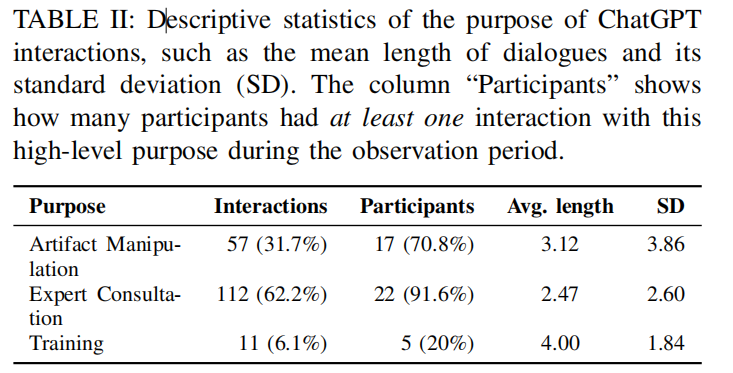 TABLE II: Descriptive statistics of the purpose of ChatGPT
interactions, such as the mean length of dialogues and its
standard deviation (SD). The column “Participants” shows
how many participants had at least one interaction with this
high-level purpose during the observation period.
Purpose Interactions Participants Avg. length SD
Artifact Manipu- 57 (31.7%) 17 (70.8%) 3.12 3.86
lation
Expert Consulta- 112 (62.2%) 22 (91.6%) 2.47 2.60
tion
Training 11 (6.1%) 5 (20%) 4.00 1.84